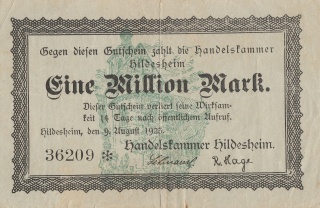 Gegen diesen Gutschein zahlt die Handelskammer
Hildesheim
Eine Million Mark.
Dieser Gutschein verliert seine Wirksam-
keit 14 Tage nach öffentlichem Aufruf.
Hildesheim, den 9. August 1923.
Handelskammer Hildesheim.
36209 ✻
R. Hage